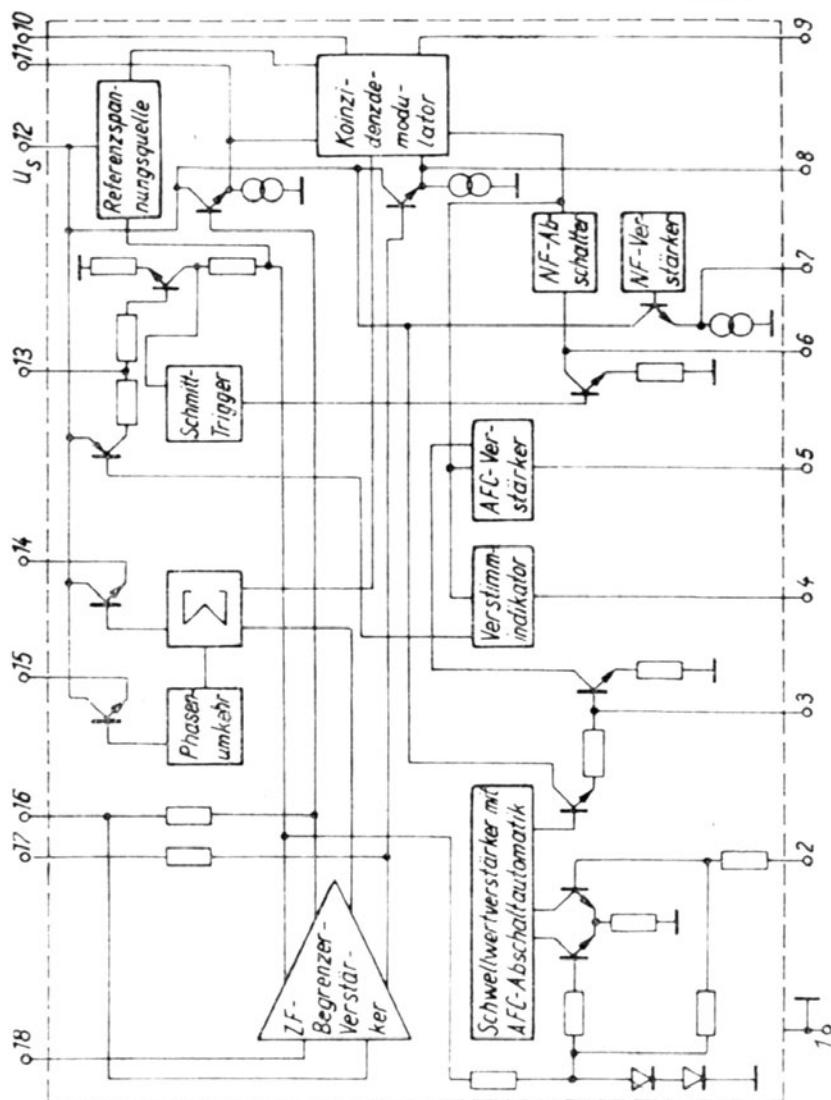 18
17
16
15
14
13
12
U_S
11
10
ZF-
Begrenzer-
Verstär-
ker
Phasen-
umkehr
Σ
Schmitt-
Trigger
Referenzspan-
nungsquelle
Koinzi-
denzde-
modu-
lator
Schwellwertverstärker mit
AFC-Abschaltautomatik
Verstimm-
indikator
AFC-Ver-
stärker
NF-Ab
schalter
NF-Ver-
stärker
1
2
3
4
5
6
7
8
9